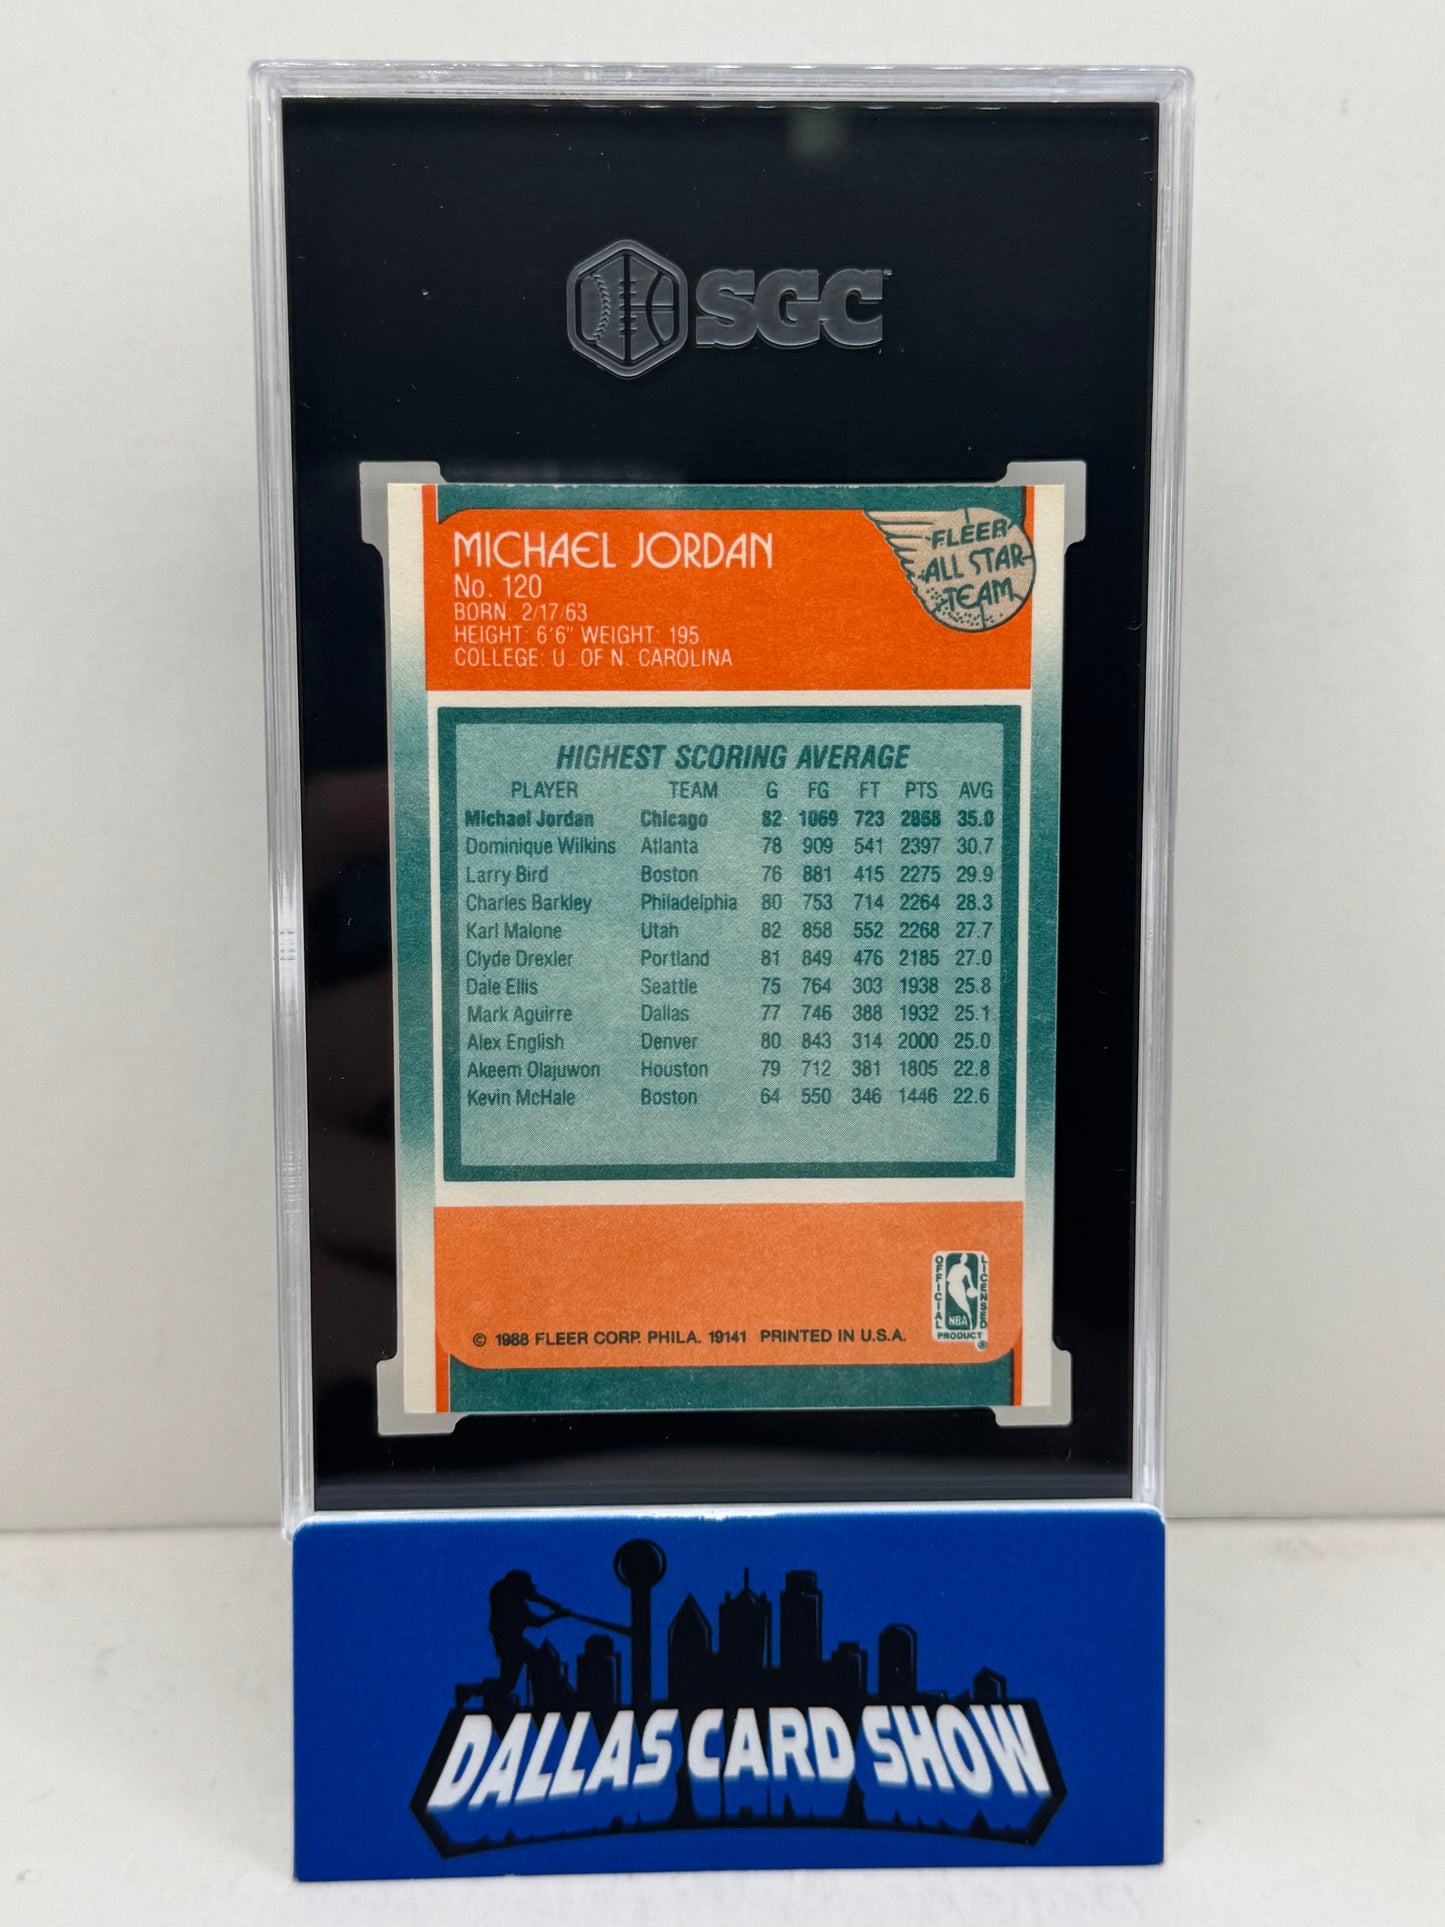 SGC
MICHAEL JORDAN
No. 120
BORN: 2/17/63
HEIGHT: 6'6" WEIGHT: 195
COLLEGE: U. OF N. CAROLINA
FLEER
ALL STAR
TEAM
HIGHEST SCORING AVERAGE
PLAYER TEAM G FG FT PTS AVG
Michael Jordan Chicago 82 1069 723 2868 35.0
Dominique Wilkins Atlanta 78 909 541 2397 30.7
Larry Bird Boston 76 881 415 2275 29.9
Charles Barkley Philadelphia 80 753 714 2264 28.3
Karl Malone Utah 82 858 552 2268 27.7
Clyde Drexler Portland 81 849 476 2185 27.0
Dale Ellis Seattle 75 764 303 1938 25.8
Mark Aguirre Dallas 77 746 388 1932 25.1
Alex English Denver 80 843 314 2000 25.0
Akeem Olajuwon Houston 79 712 381 1805 22.8
Kevin McHale Boston 64 550 346 1446 22.6
OFFICIAL
LICENSED
NBA
PRODUCT
®
© 1988 FLEER CORP. PHILA. 19141 PRINTED IN U.S.A.
DALLAS CARD SHOW